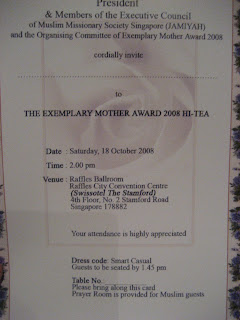 President
& Members of the Executive Council
of Muslim Missionary Society Singapore (JAMIYAH)
and the Organising Committee of Exemplary Mother Award 2008
cordially invite
to
THE EXEMPLARY MOTHER AWARD 2008 HI-TEA
Date : Saturday, 18 October 2008
Time : 2.00 pm
Venue : Raffles Ballroom
Raffles City Convention Centre
(Swissotel The Stamford)
4th Floor, No. 2 Stamford Road
Singapore 178882
Your attendance is highly appreciated
Dress code: Smart Casual
Guests to be seated by 1.45 pm
Table No.:
Please bring along this card
Prayer Room is provided for Muslim guests